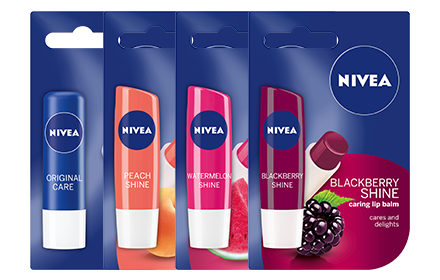 NIVEA
ORIGINAL
CARE
NIVEA
PEACH
SHINE
NIVEA
WATERMELON
SHINE
NIVEA
BLACKBERRY
SHINE
NIVEA
BLACKBERRY
SHINE
caring lip balm
cares and
delights